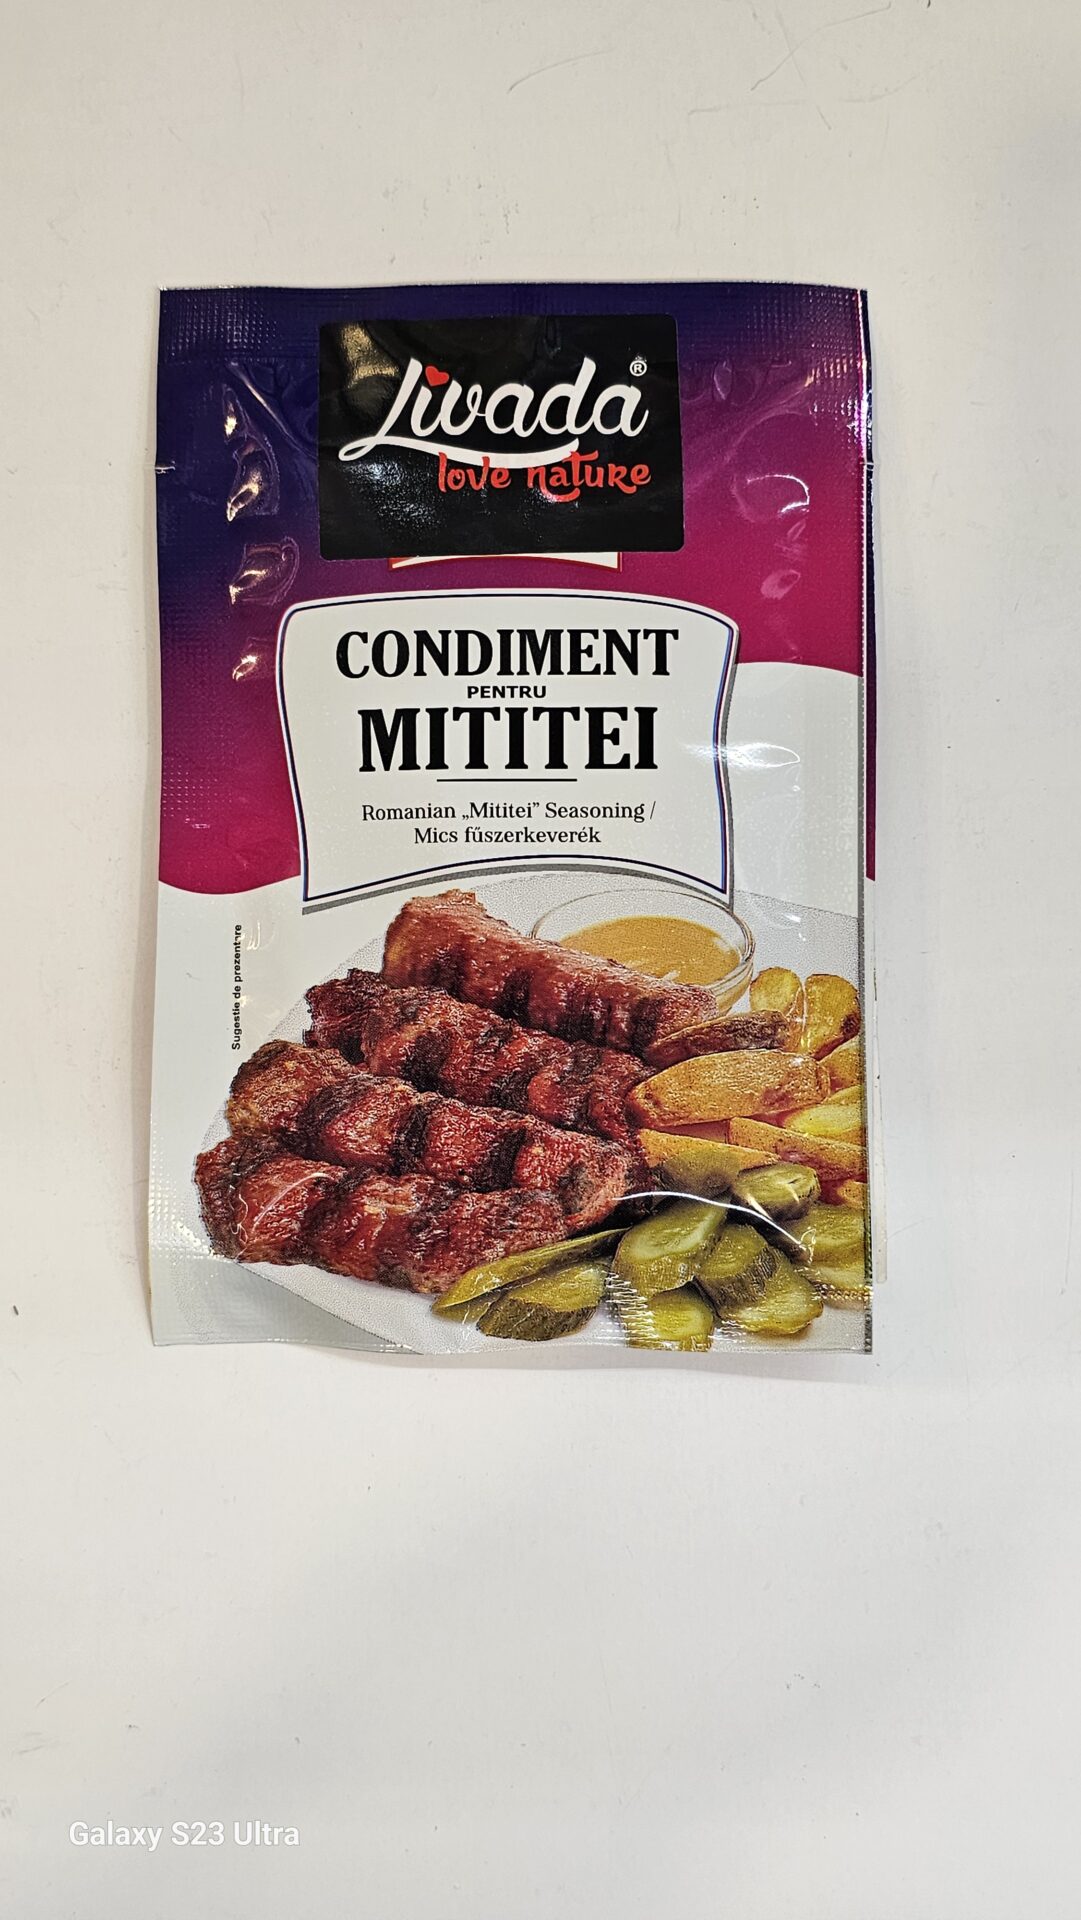 Livada®
love nature
CONDIMENT
PENTRU
MITITEI
Romanian „Mititei” Seasoning /
Mics fűszerkeverék
Sugestie de prezentare
Galaxy S23 Ultra